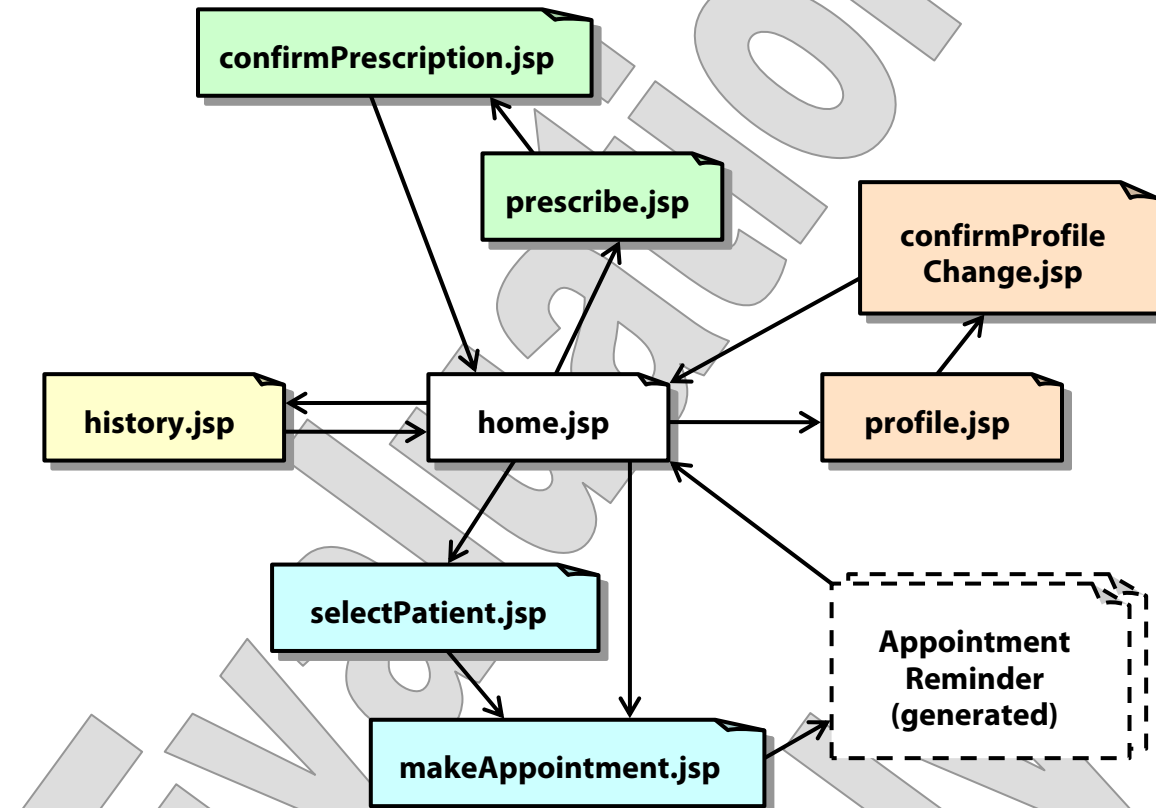 confirmPrescription.jsp
prescribe.jsp
confirmProfile
Change.jsp
history.jsp
home.jsp
profile.jsp
selectPatient.jsp
Appointment
Reminder
(generated)
makeAppointment.jsp